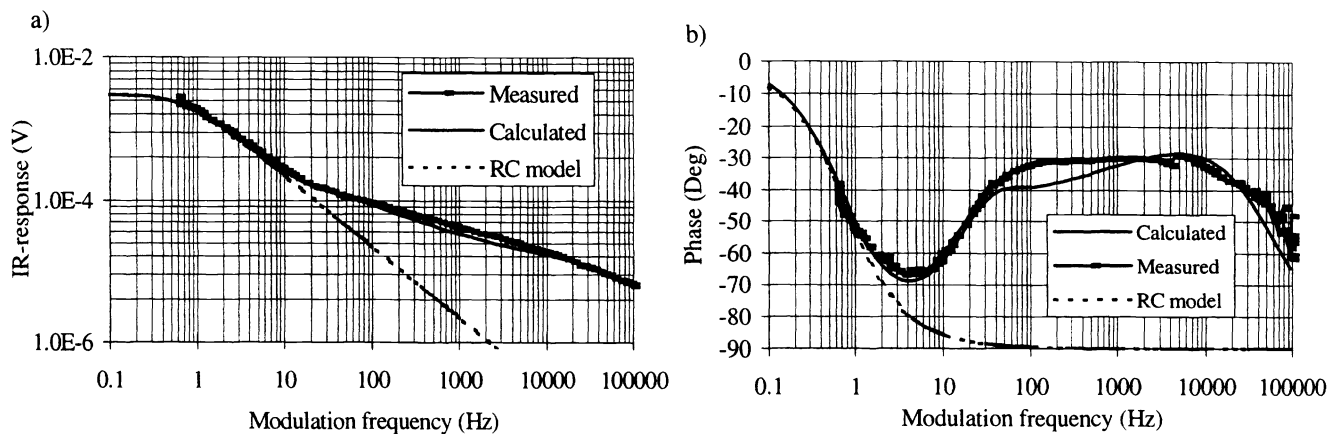 a)
1.0E-2
1.0E-4
1.0E-6
IR-response (V)
Measured
Calculated
RC model
0.1 1 10 100 1000 10000 100000
Modulation frequency (Hz)
b)
0
-10
-20
-30
-40
-50
-60
-70
-80
-90
Phase (Deg)
Calculated
Measured
RC model
0.1 1 10 100 1000 10000 100000
Modulation frequency (Hz)